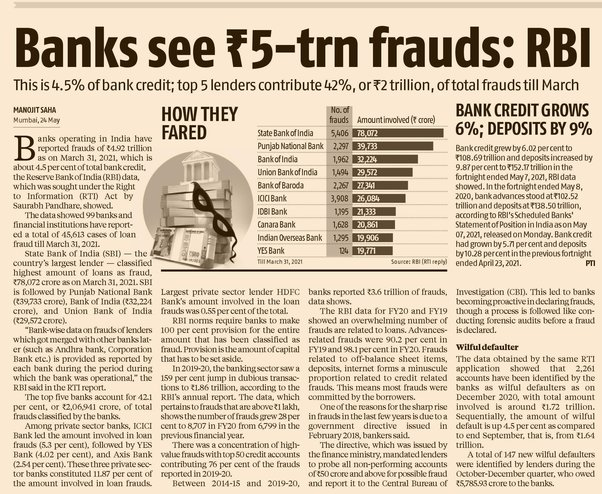 Banks see ₹5-trn frauds: RBI
This is 4.5% of bank credit; top 5 lenders contribute 42%, or ₹2 trillion, of total frauds till March
MANOJIT SAHA
Mumbai, 24 May
Banks operating in India have
reported frauds of ₹4.92 trillion
as on March 31, 2021, which is
about 4.5 per cent of total bank credit,
the Reserve Bank of India (RBI) data,
which was sought under the Right
to Information (RTI) Act by
Saurabh Pandhare, showed.
The data showed 99 banks and
financial institutions have report-
ed a total of 45,613 cases of loan
fraud till March 31, 2021.
State Bank of India (SBI) — the
country's largest lender — classified
highest amount of loans as fraud,
₹78,072 crore as on March 31, 2021. SBI
is followed by Punjab National Bank
(₹39,733 crore), Bank of India (₹32,224
crore), and Union Bank of India
(₹29,572 crore).
"Bank-wise data on frauds of lenders
which got merged with other banks lat-
er (such as Andhra bank, Corporation
Bank etc.) is provided as reported by
each bank during the period during
which the bank was operational," the
RBI said in the RTI report.
The top five banks account for 42.1
per cent, or ₹2,06,941 crore, of total
frauds classified by the banks.
Among private sector banks, ICICI
Bank led the amount involved in loan
frauds (5.3 per cent), followed by YES
Bank (4.02 per cent), and Axis Bank
(2.54 per cent). These three private sec-
tor banks constituted 11.87 per cent of
the amount involved in loan frauds.
HOW THEY
FARED
No. of frauds Amount involved (₹ crore)
State Bank of India 5,406 78,072
Punjab National Bank 2,297 39,733
Bank of India 1,962 32,224
Union Bank of India 1,494 29,572
Bank of Baroda 2,267 27,341
ICICI Bank 3,908 26,084
IDBI Bank 1,195 21,333
Canara Bank 1,628 20,861
Indian Overseas Bank 1,295 19,906
YES Bank 124 19,771
Till March 31, 2021 Source: RBI (RTI reply)
Largest private sector lender HDFC
Bank's amount involved in the loan
frauds was 0.55 per cent of the total.
RBI norms require banks to make
100 per cent provision for the entire
amount that has been classified as
fraud. Provision is the amount of capital
that has to be set aside.
In 2019-20, the banking sector saw a
159 per cent jump in dubious transac-
tions to ₹1.86 trillion, according to the
RBI's annual report. The data, which
pertains to frauds that are above ₹1 lakh,
shows the number of frauds grew 28 per
cent to 8,707 in FY20 from 6,799 in the
previous financial year.
There was a concentration of high-
value frauds with top 50 credit accounts
contributing 76 per cent of the frauds
reported in 2019-20.
Between 2014-15 and 2019-20,
banks reported ₹3.6 trillion of frauds,
data shows.
The RBI data for FY20 and FY19
showed an overwhelming number of
frauds are related to loans. Advances-
related frauds were 90.2 per cent in
FY19 and 98.1 per cent in FY20. Frauds
related to off-balance sheet items,
deposits, internet forms a minuscule
proportion related to credit related
frauds. This means most frauds were
committed by the borrowers.
One of the reasons for the sharp rise
in frauds in the last few years is due to a
government directive issued in
February 2018, bankers said.
The directive, which was issued by
the finance ministry, mandated lenders
to probe all non-performing accounts
of ₹50 crore and above for possible fraud
and report it to the Central Bureau of
BANK CREDIT GROWS
6%; DEPOSITS BY 9%
Bank credit grew by 6.02 per cent to
₹108.69 trillion and deposits increased by
9.87 per cent to ₹152.17 trillion in the
fortnight ended May 7, 2021, RBI data
showed. In the fortnight ended May 8,
2020, bank advances stood at ₹102.52
trillion and deposits at ₹138.50 trillion,
according to RBI's Scheduled Banks'
Statement of Position in India as on May
07, 2021, released on Monday. Bank credit
had grown by 5.71 per cent and deposits
by 10.28 per cent in the previous fortnight
ended April 23, 2021. PTI
Investigation (CBI). This led to banks
becoming proactive in declaring frauds,
though a process is followed like con-
ducting forensic audits before a fraud
is declared.
Wilful defaulter
The data obtained by the same RTI
application showed that 2,261
accounts have been identified by the
banks as wilful defaulters as on
December 2020, with total amount
involved is around ₹1.72 trillion.
Sequentially, the amount of wilful
default is up 4.5 per cent as compared
to end September, that is, from ₹1.64
trillion.
A total of 147 new wilful defaulters
were identified by lenders during the
October-December quarter, who owed
₹5,785.93 crore to the banks.